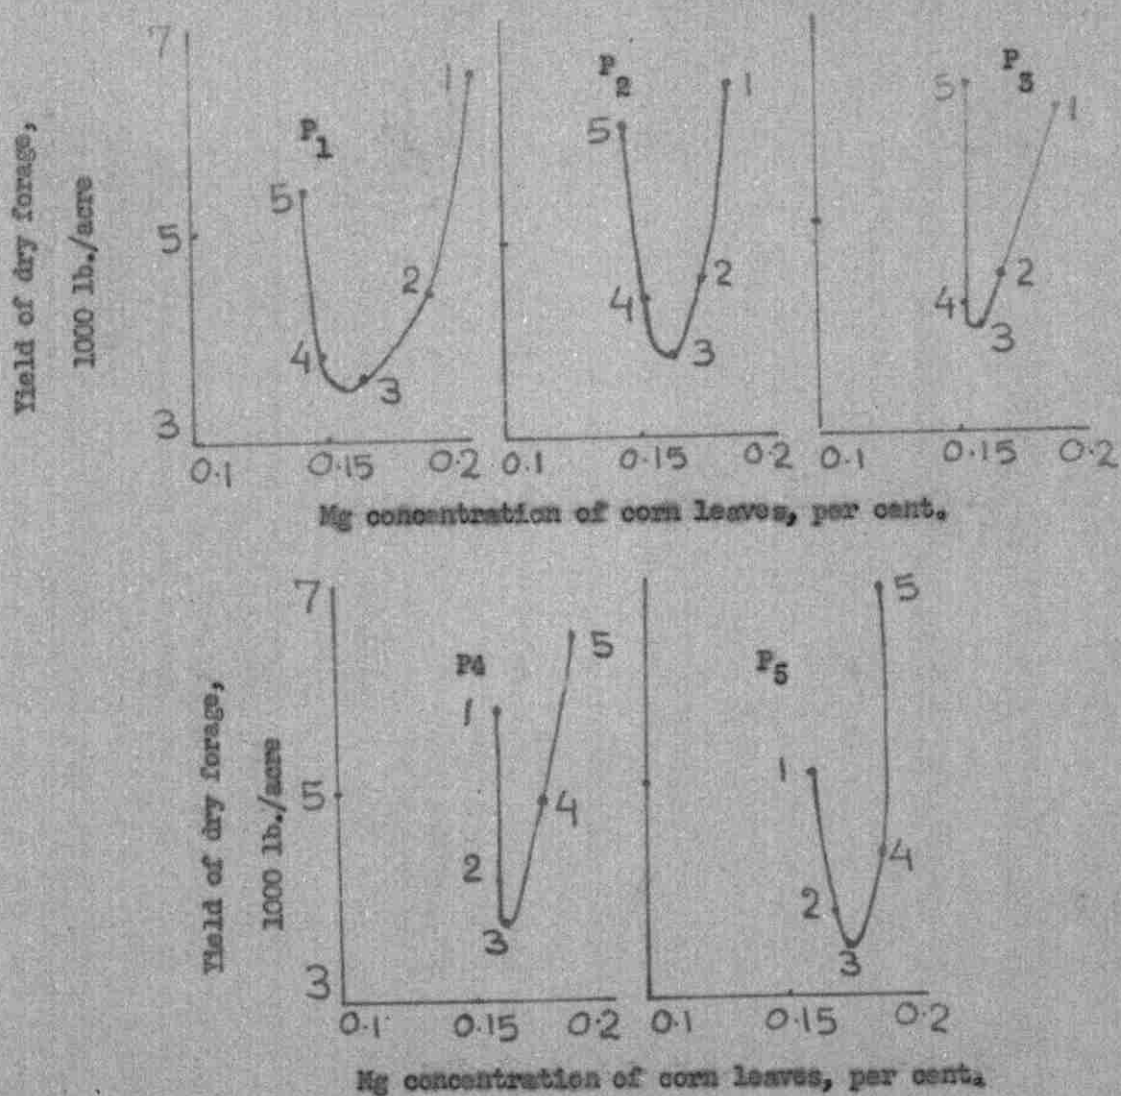 7
5
3
Yield of dry forage,
1000 lb./acre
P1
5
4
3
2
1
P2
5
4
3
2
1
P3
5
4
3
2
1
0.1 0.15 0.2 0.1 0.15 0.2 0.1 0.15 0.2
Mg concentration of corn leaves, per cent.
7
5
3
Yield of dry forage,
1000 lb./acre
P4
1
2
3
4
5
P5
1
2
3
4
5
0.1 0.15 0.2 0.1 0.15 0.2
Mg concentration of corn leaves, per cent.